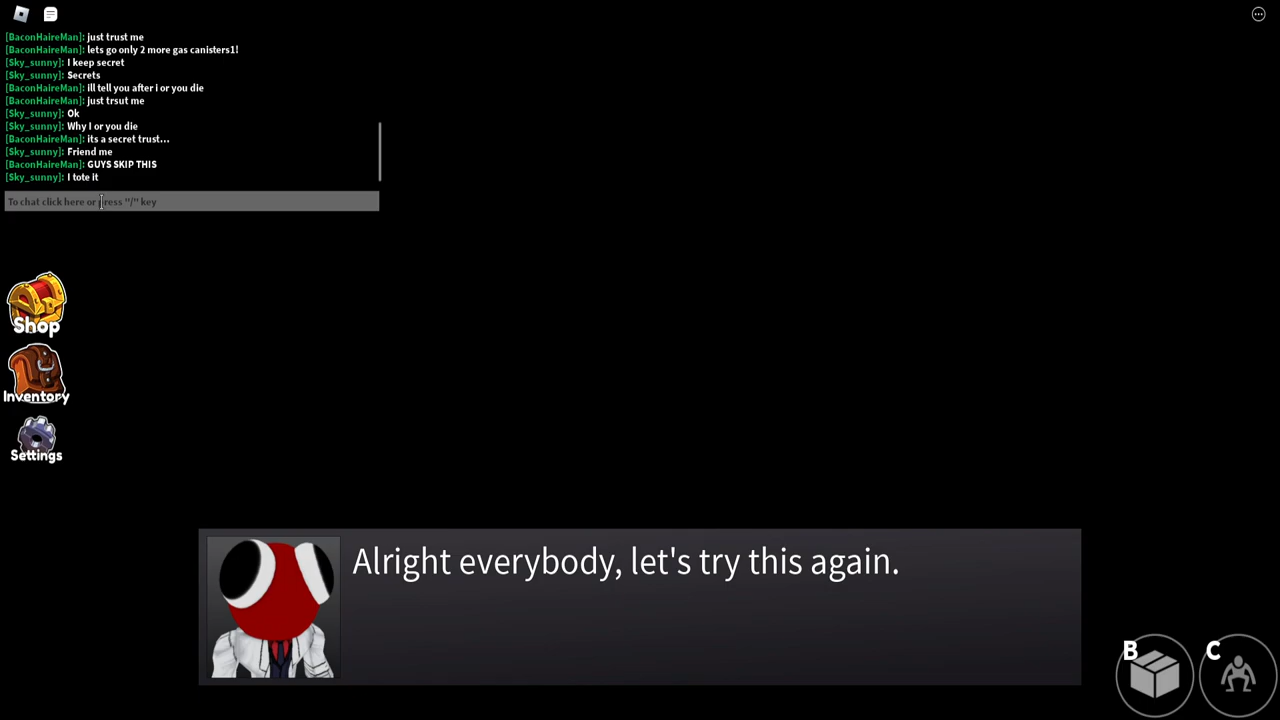 [BaconHaireMan]: just trust me
[BaconHaireMan]: lets go only 2 more gas canisters1!
[Sky_sunny]: I keep secret
[Sky_sunny]: Secrets
[BaconHaireMan]: ill tell you after i or you die
[BaconHaireMan]: just trsut me
[Sky_sunny]: Ok
[Sky_sunny]: Why I or you die
[BaconHaireMan]: its a secret trust...
[Sky_sunny]: Friend me
[BaconHaireMan]: GUYS SKIP THIS
[Sky_sunny]: I tote it
To chat click here or press "/" key
Shop
Inventory
Settings
Alright everybody, let's try this again.
B
C